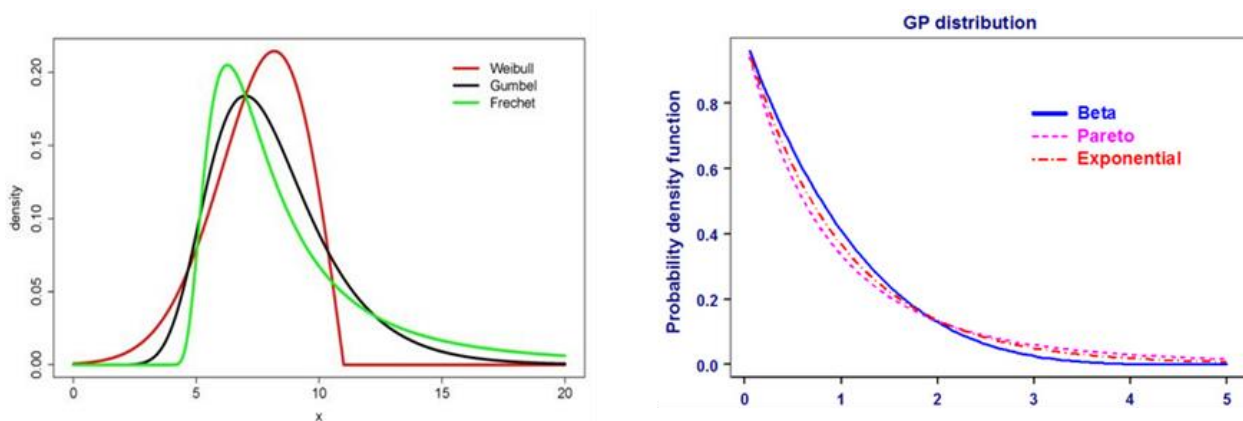 density
0.00
0.05
0.10
0.15
0.20
Weibull
Gumbel
Frechet
0
5
10
15
20
x
GP distribution
Probability density function
0.0
0.2
0.4
0.6
0.8
Beta
Pareto
Exponential
0
1
2
3
4
5